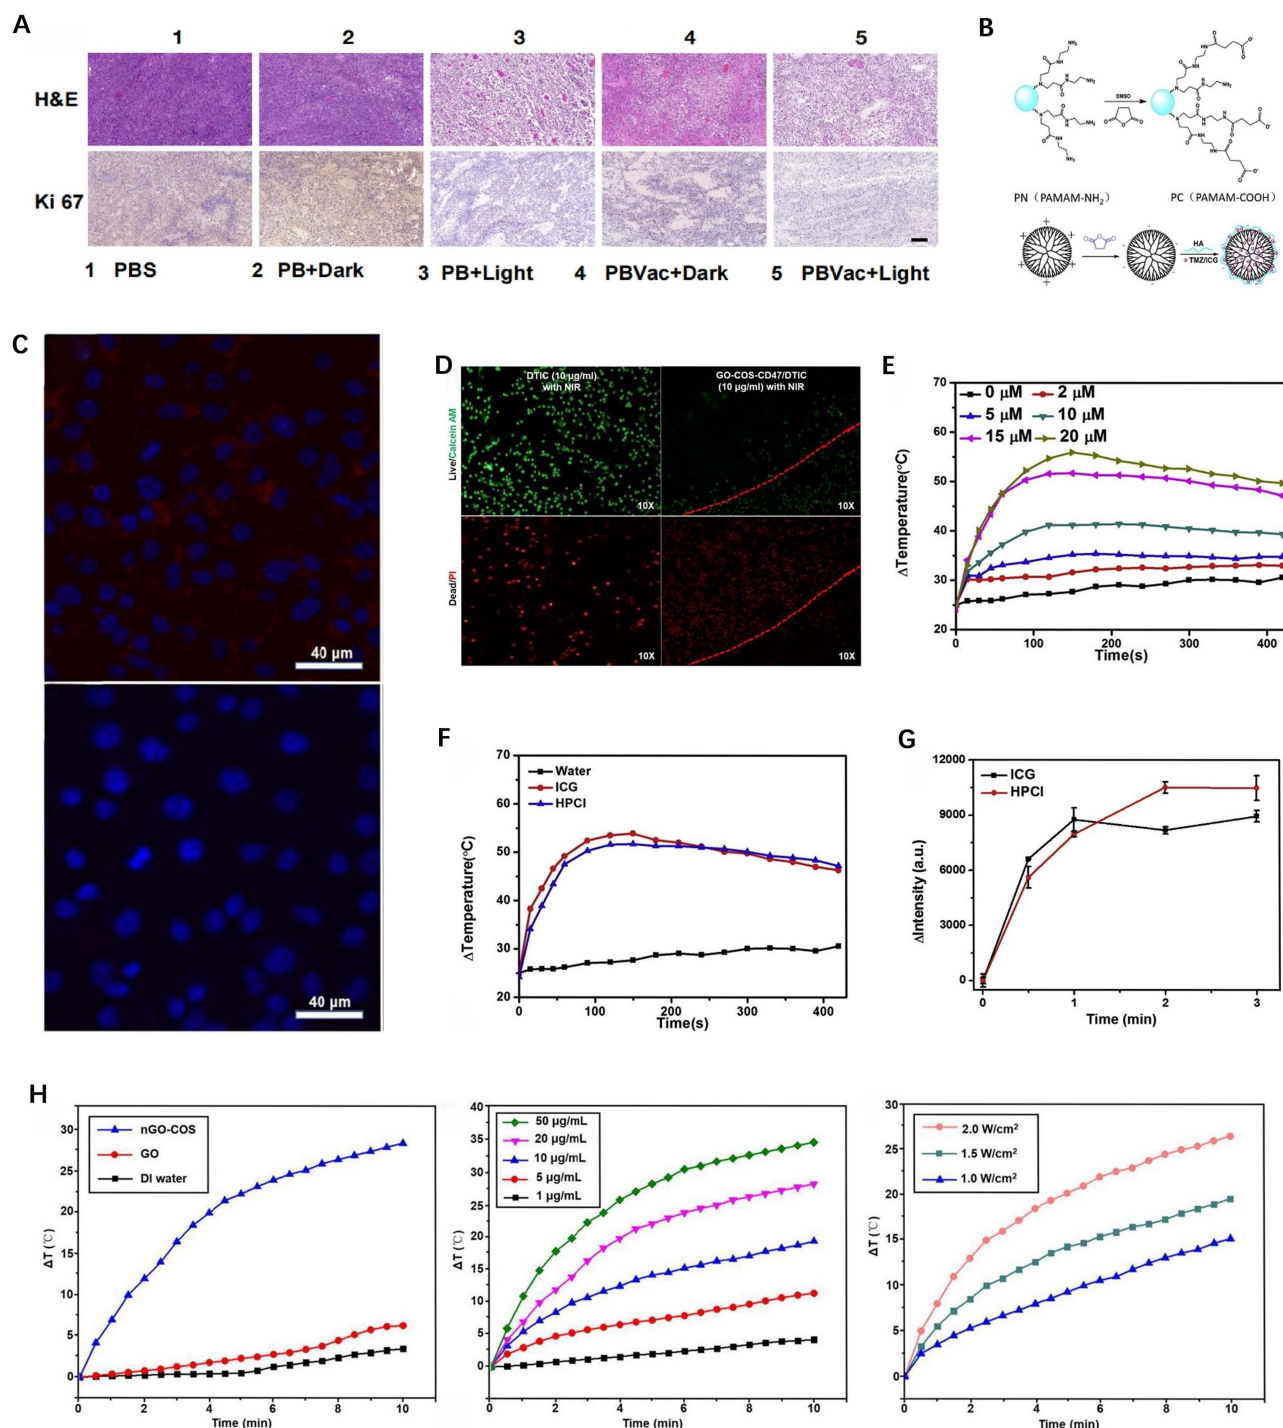 A
1 2 3 4 5
H&E
Ki 67
1 PBS 2 PB+Dark 3 PB+Light 4 PBVac+Dark 5 PBVac+Light
B
DMSO
PN（PAMAM-NH2） PC（PAMAM-COOH）
HA
TMZ/ICG
C
40 μm
40 μm
D
DTIC (10 μg/ml)
with NIR
GO-COS-CD47/DTIC
(10 μg/ml) with NIR
Live/Calcein AM
10X
10X
Dead/PI
10X
10X
E
70
60
50
40
30
20
ΔTemperature(°C)
0 μM 2 μM
5 μM 10 μM
15 μM 20 μM
0 100 200 300 400
Time(s)
F
70
60
50
40
30
20
ΔTemperature(°C)
Water
ICG
HPCI
0 100 200 300 400
Time(s)
G
12000
9000
6000
3000
0
ΔIntensity (a.u.)
ICG
HPCI
0 1 2 3
Time (min)
H
30
25
20
15
10
5
0
ΔT (℃)
nGO-COS
GO
DI water
0 2 4 6 8 10
Time (min)
40
35
30
25
20
15
10
5
0
ΔT (℃)
50 μg/mL
20 μg/mL
10 μg/mL
5 μg/mL
1 μg/mL
0 2 4 6 8 10
Time (min)
30
25
20
15
10
5
0
ΔT (℃)
2.0 W/cm²
1.5 W/cm²
1.0 W/cm²
0 2 4 6 8 10
Time (min)